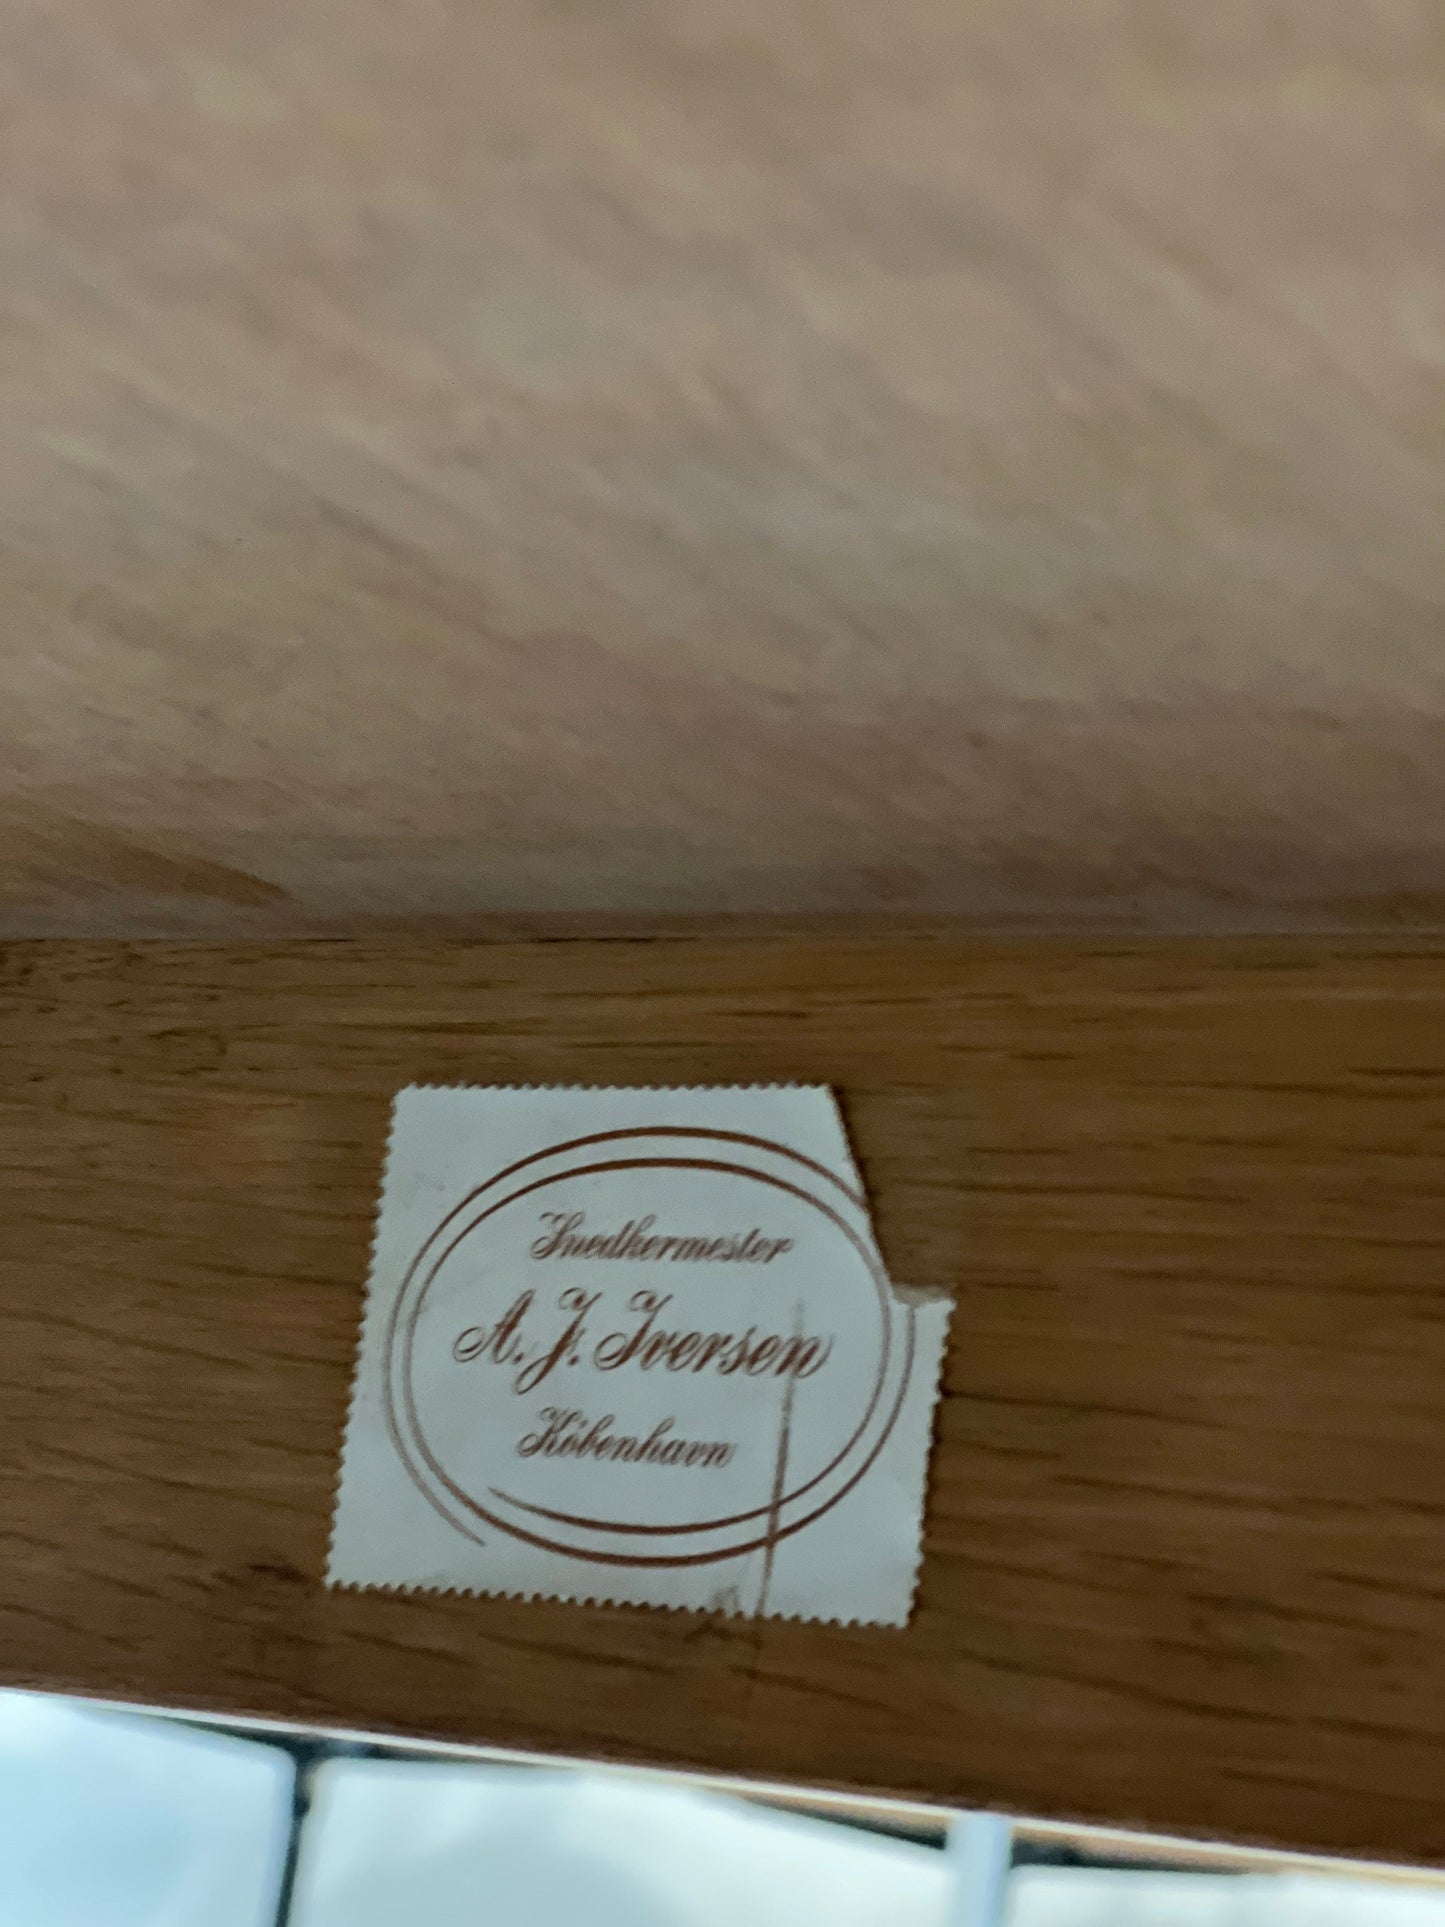 Snedkermester
A. J. Iversen
København